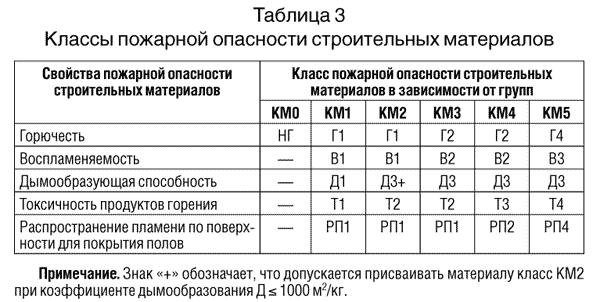 Таблица 3
Классы пожарной опасности строительных материалов
Свойства пожарной опасности строительных материалов
Класс пожарной опасности строительных материалов в зависимости от групп
КМ0 КМ1 КМ2 КМ3 КМ4 КМ5
Горючесть НГ Г1 Г1 Г2 Г2 Г4
Воспламеняемость — В1 В1 В2 В2 В3
Дымообразующая способность — Д1 Д3+ Д3 Д3 Д3
Токсичность продуктов горения — Т1 Т2 Т2 Т3 Т4
Распространение пламени по поверх-
ности для покрытия полов — РП1 РП1 РП1 РП2 РП4
Примечание. Знак «+» обозначает, что допускается присваивать материалу класс КМ2
при коэффициенте дымообразования Д ≤ 1000 м²/кг.